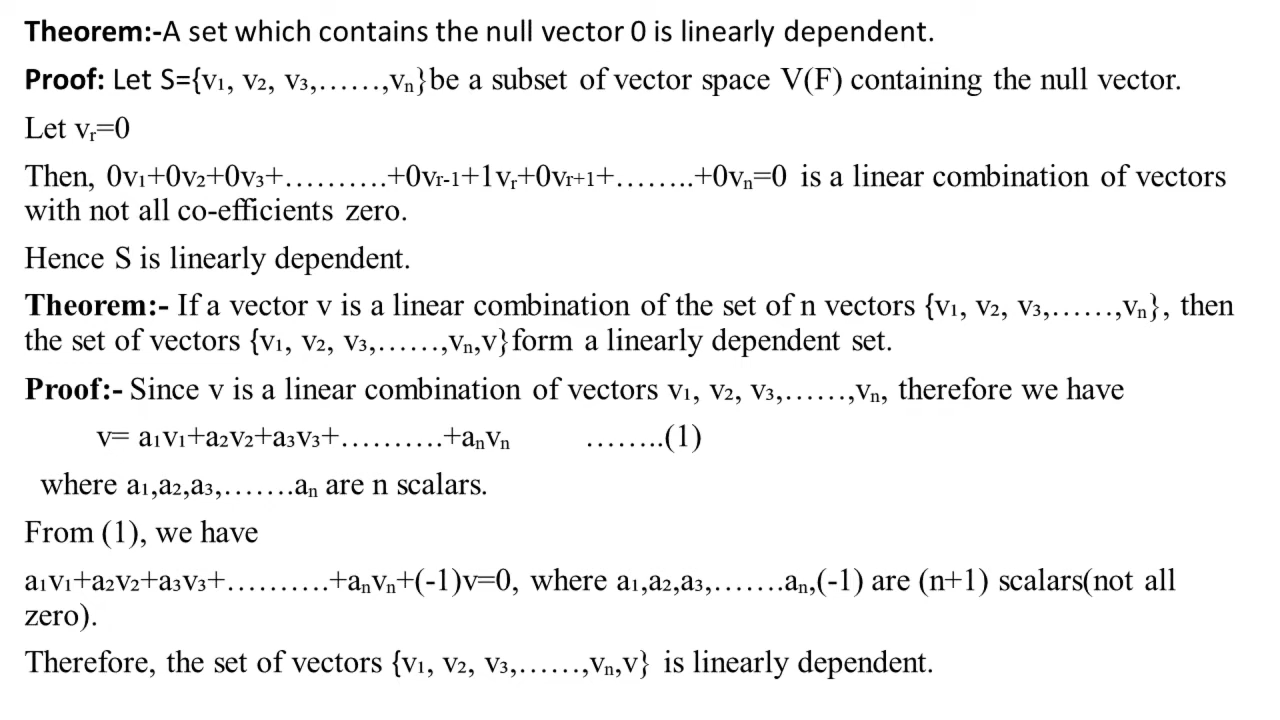 Theorem:-A set which contains the null vector 0 is linearly dependent.
Proof: Let S={v₁, v₂, v₃,……,vₙ}be a subset of vector space V(F) containing the null vector.
Let vᵣ=0
Then, 0v₁+0v₂+0v₃+……….+0vr-1+1vᵣ+0vr+1+……..+0vₙ=0 is a linear combination of vectors
with not all co-efficients zero.
Hence S is linearly dependent.
Theorem:- If a vector v is a linear combination of the set of n vectors {v₁, v₂, v₃,……,vₙ}, then
the set of vectors {v₁, v₂, v₃,……,vₙ,v}form a linearly dependent set.
Proof:- Since v is a linear combination of vectors v₁, v₂, v₃,……,vₙ, therefore we have
v= a₁v₁+a₂v₂+a₃v₃+……….+aₙvₙ ……..(1)
where a₁,a₂,a₃,…….aₙ are n scalars.
From (1), we have
a₁v₁+a₂v₂+a₃v₃+……….+aₙvₙ+(-1)v=0, where a₁,a₂,a₃,…….aₙ,(-1) are (n+1) scalars(not all
zero).
Therefore, the set of vectors {v₁, v₂, v₃,……,vₙ,v} is linearly dependent.